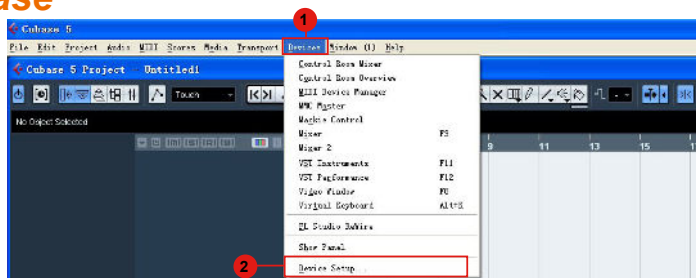 ase
1
Cubase 5
File Edit Project Audio MIDI Scores Media Transport Devices Window (1) Help
Cubase 5 Project - Untitled1
Touch
No Object Selected
Control Room Mixer
Control Room Overview
MIDI Device Manager
MMC Master
Mackie Control
Mixer F3
Mixer 2
VST Instruments F11
VST Performance F12
Video Window F8
Virtual Keyboard Alt+K
FL Studio ReWire
Show Panel
2
Device Setup...
9 11 13 15